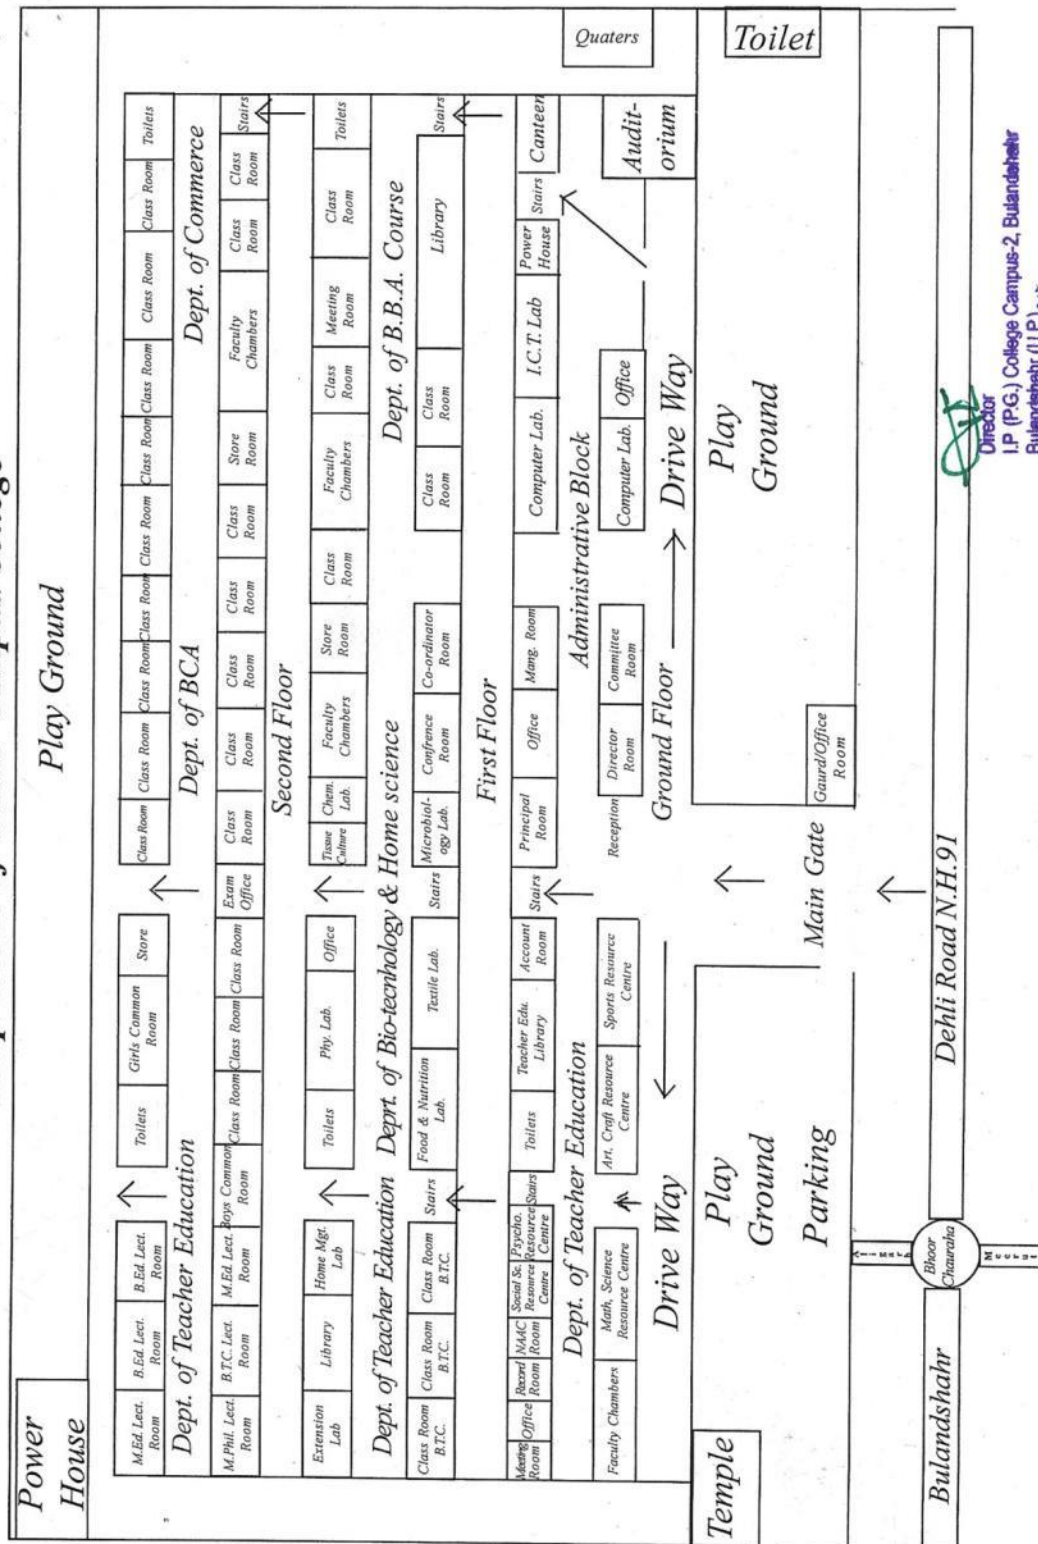 Power
House
Play Ground
M.Ed.Lect.
Room
B.Ed. Lect.
Room
B.Ed. Lect.
Room
Toilets
Girls Common
Room
Store
Class Room
Class Room
Class Room
Class Room
Class Room
Class Room
Class Room
Class Room
Class Room
Toilets
Dept. of Teacher Education
Dept. of BCA
Dept. of Commerce
M.Phil. Lect.
Room
B.T.C. Lect.
Room
M.Ed. Lect.
Room
Boys Common
Room
Class Room
Class Room
Class Room
Exam
Office
Class
Room
Class
Room
Class
Room
Class
Room
Class
Room
Store
Room
Faculty
Chambers
Class
Room
Class
Room
Stairs
Second Floor
Extension
Lab
Library
Home Mgt.
Lab
Toilets
Phy. Lab.
Office
Tissue
Culture
Chem.
Lab.
Faculty
Chambers
Store
Room
Class
Room
Faculty
Chambers
Class
Room
Meeting
Room
Class
Room
Toilets
Dept. of Teacher Education
Deprt. of Bio-tecnhology & Home science
Dept. of B.B.A. Course
Class Room
B.T.C.
Class Room
B.T.C.
Class Room
B.T.C.
Stairs
Food & Nutrition
Lab.
Textile Lab.
Stairs
Microbiol-
ogy Lab.
Confrence
Room
Co-ordinator
Room
Class
Room
Class
Room
Library
Stairs
First Floor
Meeting
Room
Office
Record
Room
NAAC
Room
Social Sc.
Resource
Centre
Psycho.
Resource
Centre
Stairs
Toilets
Teacher Edu.
Library
Account
Room
Stairs
Principal
Room
Office
Mang. Room
Computer Lab.
I.C.T. Lab
Power
House
Stairs
Canteen
Quaters
Dept. of Teacher Education
Administrative Block
Faculty Chambers
Math, Science
Resource Centre
Art. Craft Resource
Centre
Sports Resource
Centre
Reception
Director
Room
Committee
Room
Computer Lab.
Office
Audit-
orium
Drive Way
Ground Floor
Drive Way
Temple
Play
Ground
Parking
Play
Ground
Toilet
Main Gate
Gaurd/Office
Room
Bulandshahr
Aligarh
Bhoor
Chauraha
Meerut
Dehli Road N.H.91
Director
I.P (P.G.) College Campus-2, Bulandshahr
Bulandshahr (U.P.)